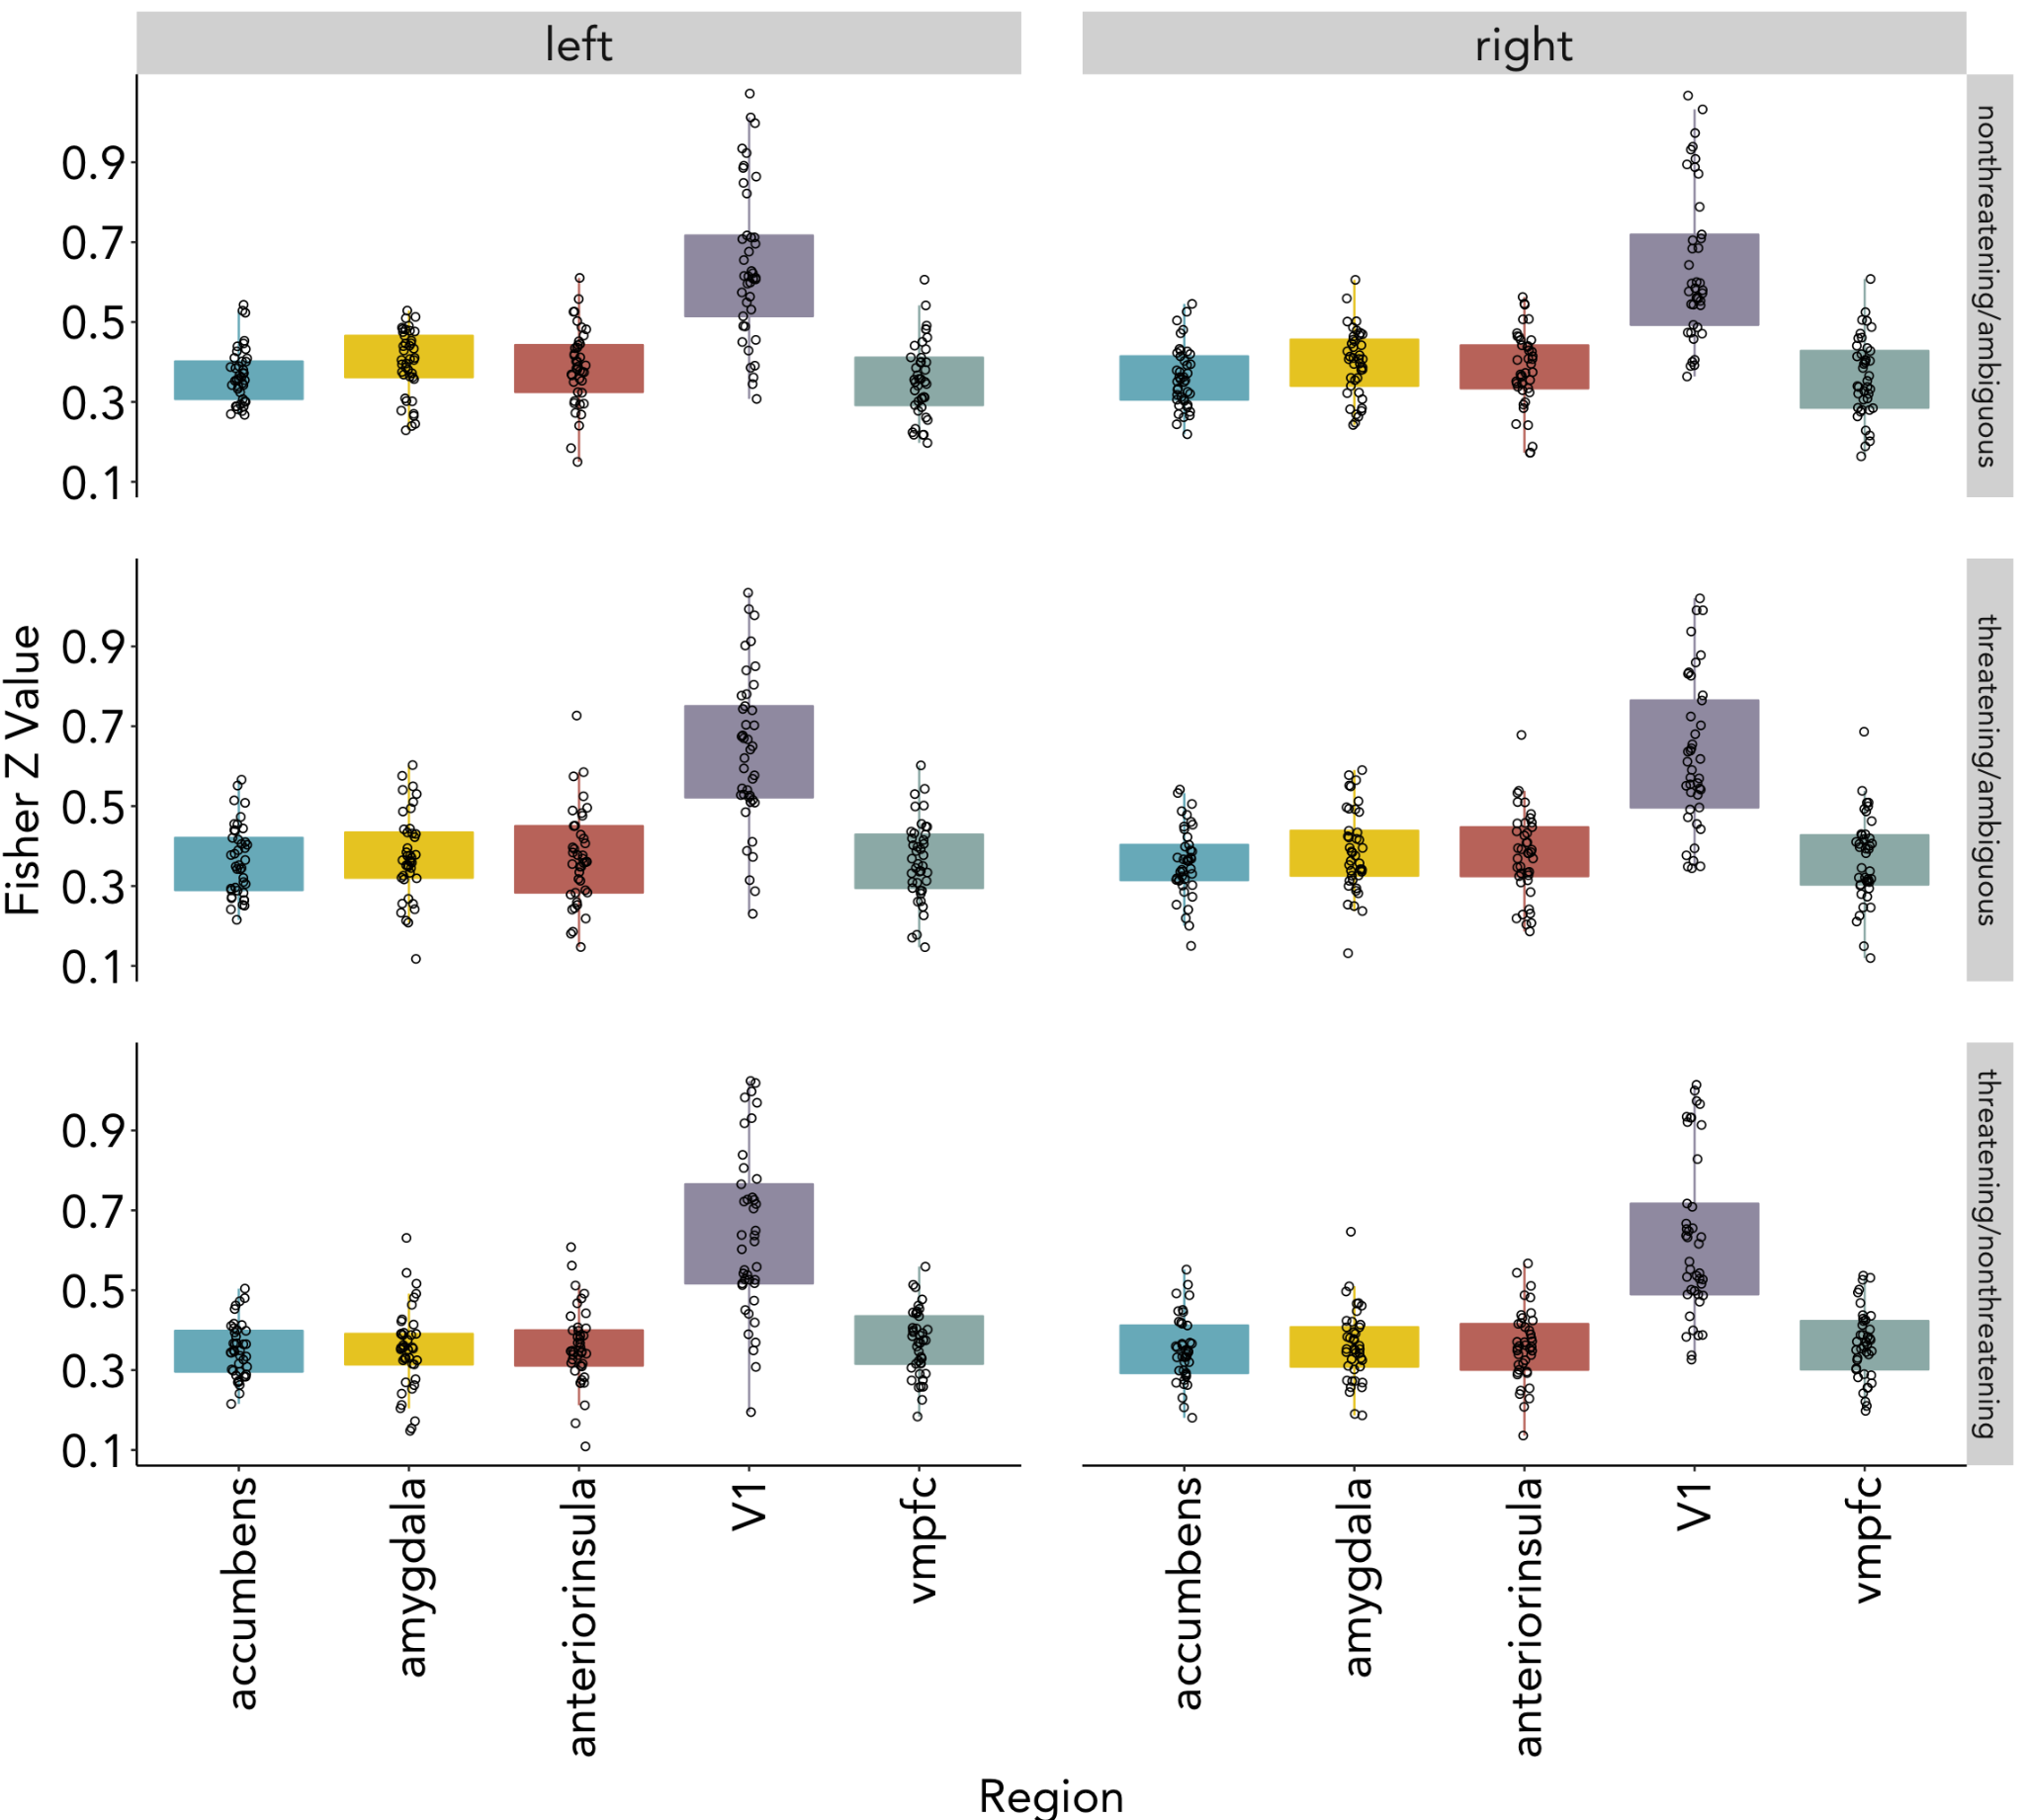 left
right
0.9
0.7
0.5
0.3
0.1
nonthreatening/ambiguous
Fisher Z Value
0.9
0.7
0.5
0.3
0.1
threatening/ambiguous
0.9
0.7
0.5
0.3
0.1
threatening/nonthreatening
accumbens
amygdala
anteriorinsula
V1
vmpfc
accumbens
amygdala
anteriorinsula
V1
vmpfc
Region